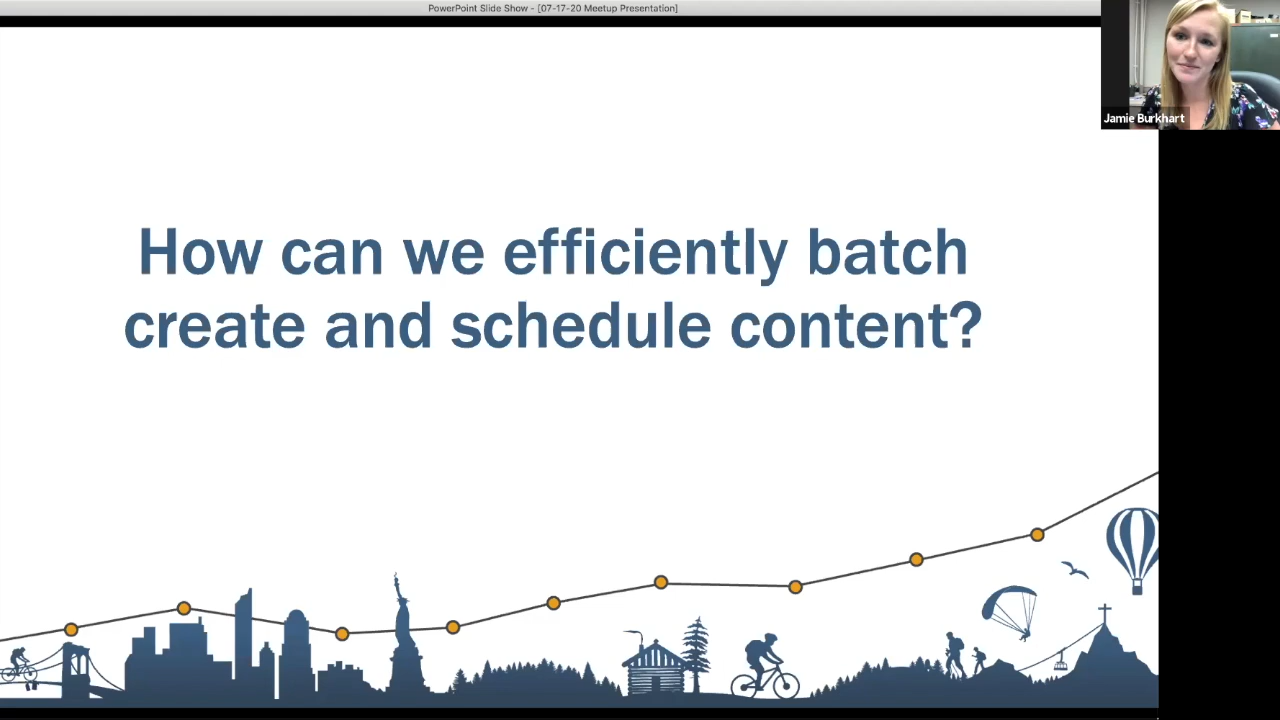 PowerPoint Slide Show - [07-17-20 Meetup Presentation]
Jamie Burkhart
How can we efficiently batch
create and schedule content?